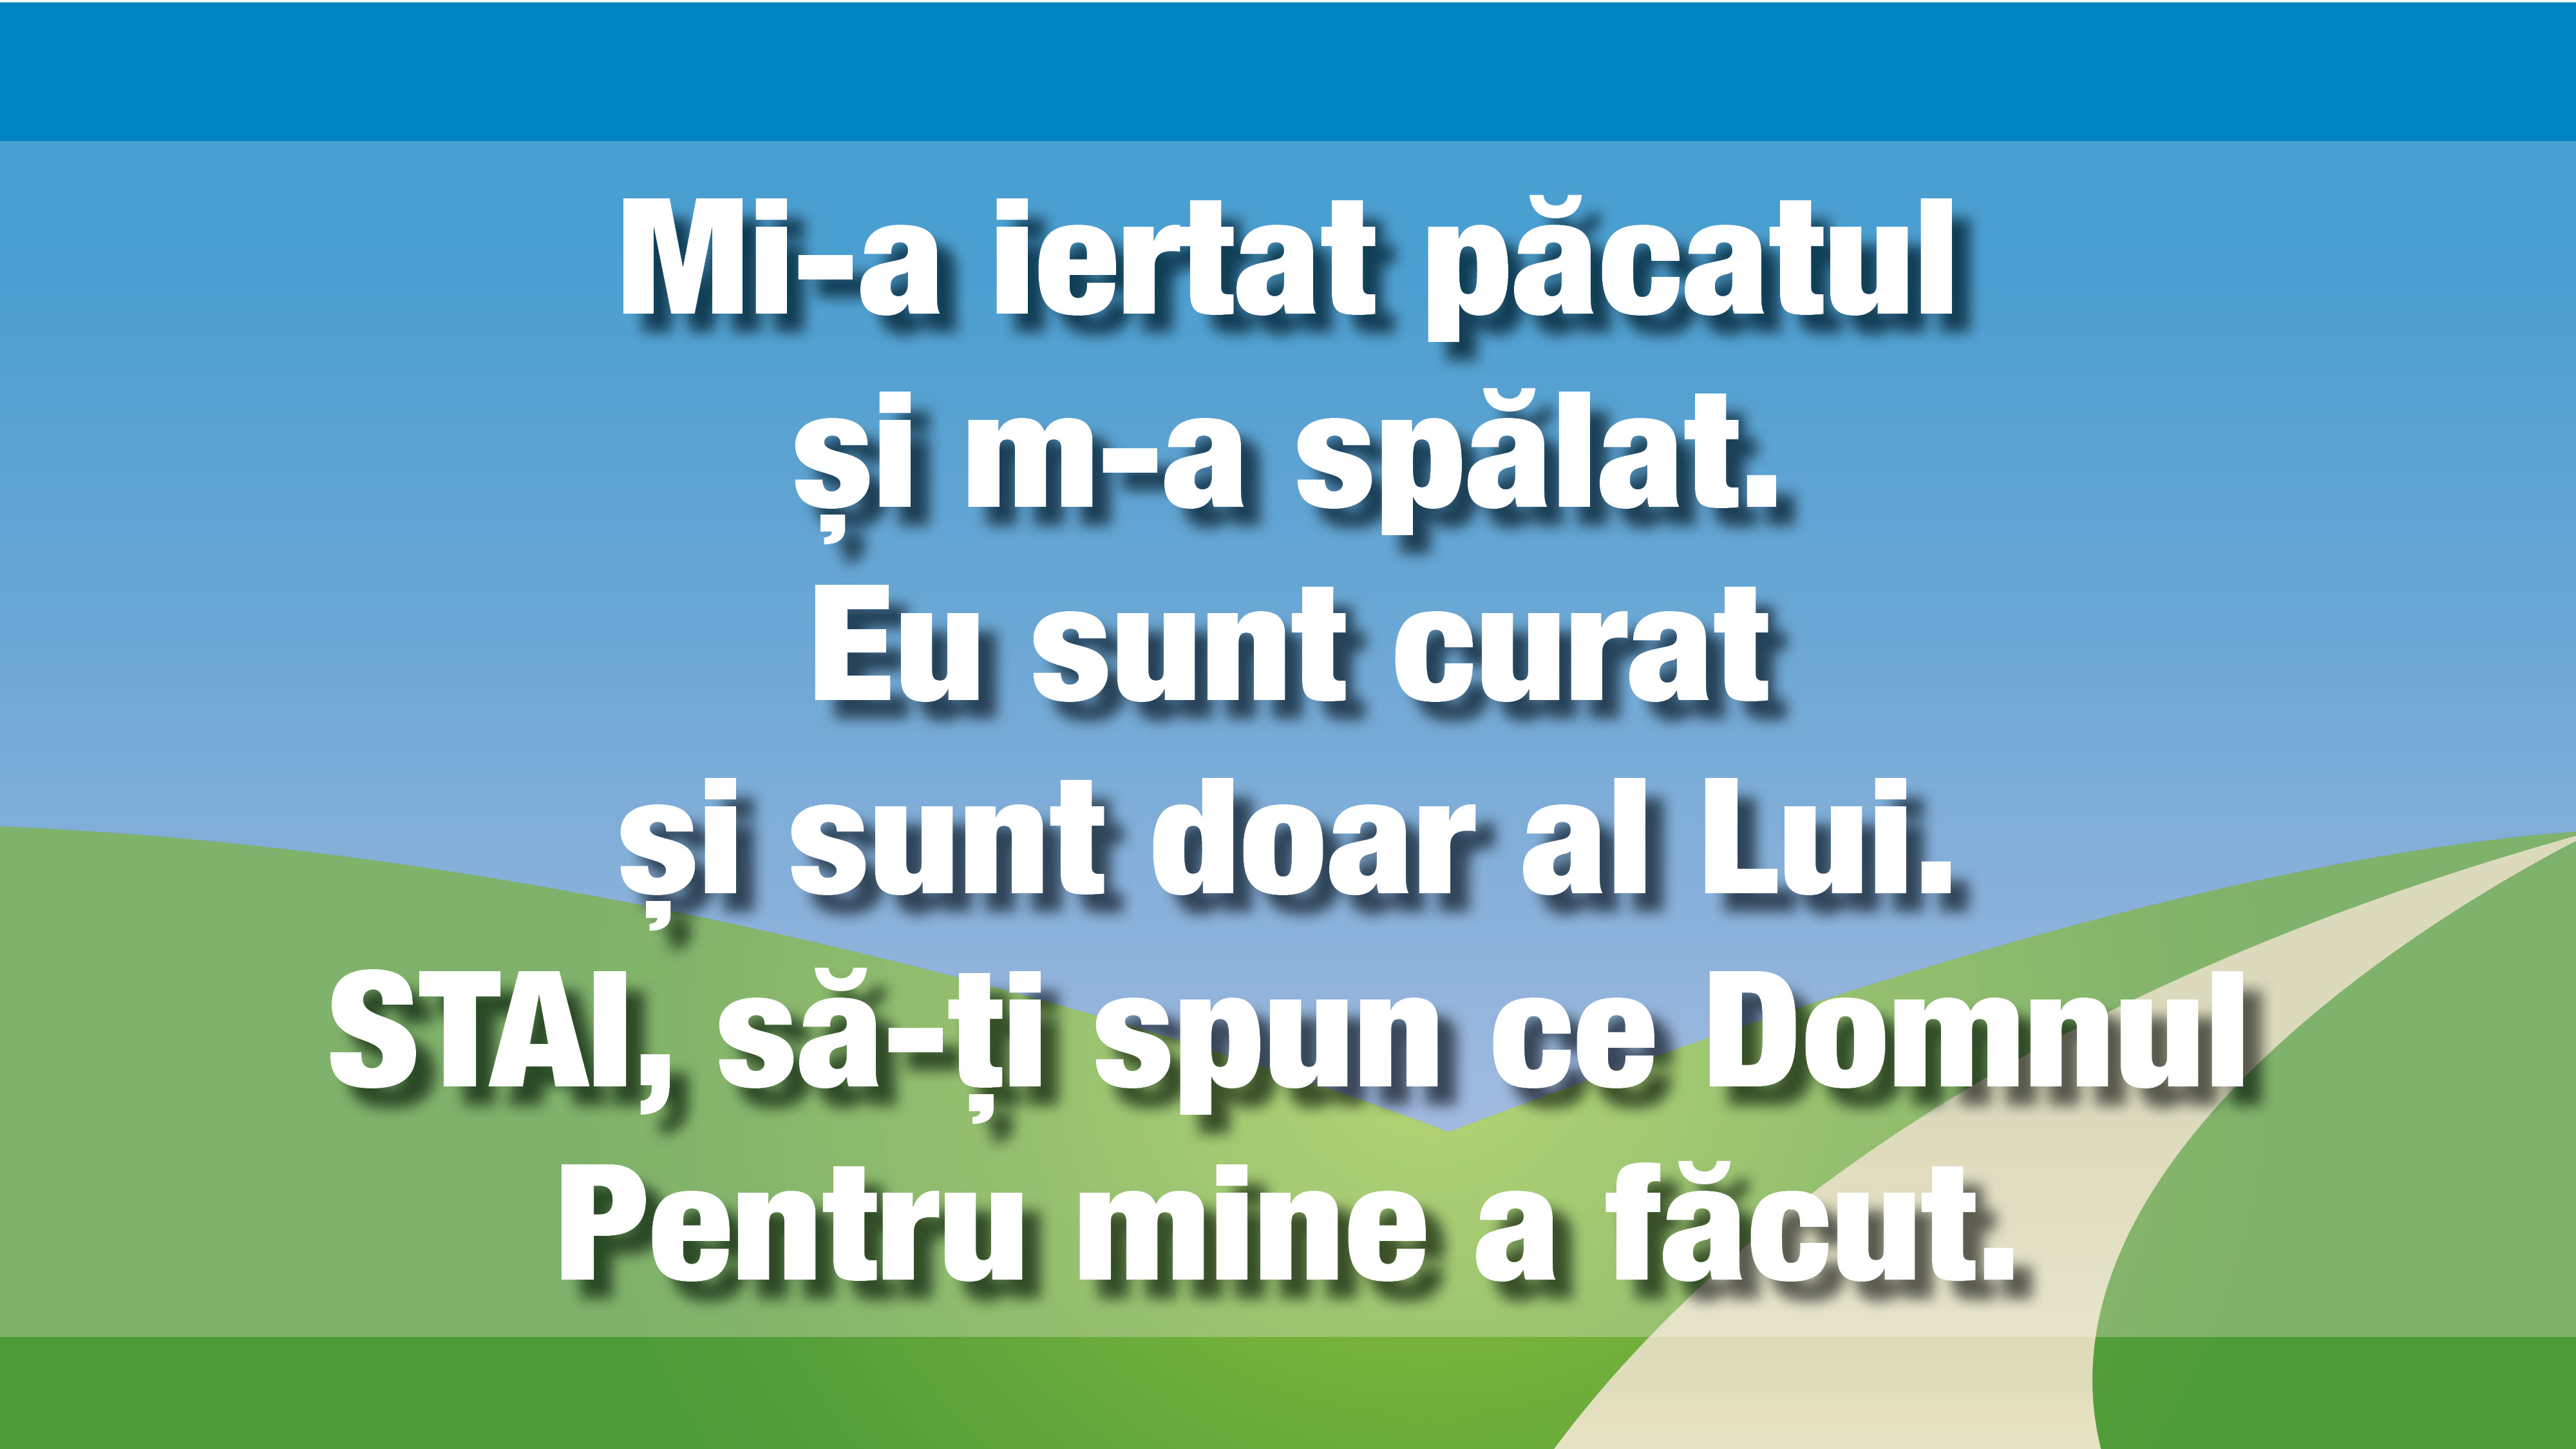 Mi-a iertat păcatul
și m-a spălat.
Eu sunt curat
și sunt doar al Lui.
STAI, să-ți spun ce Domnul
Pentru mine a făcut.